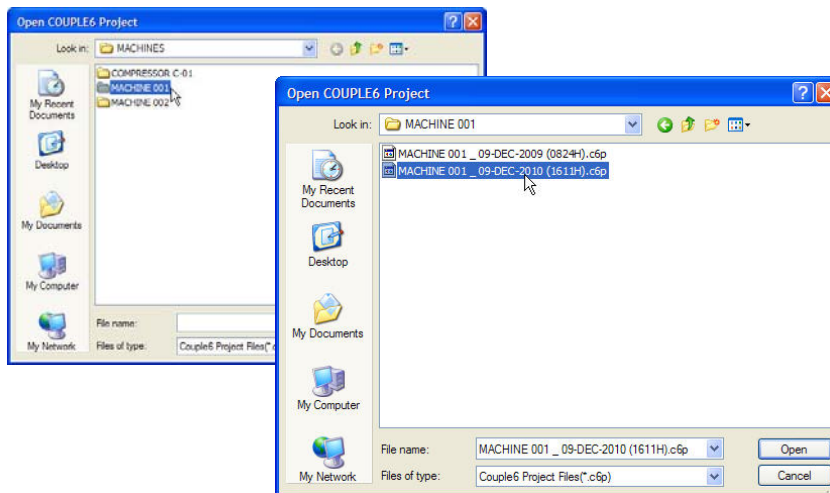 Open COUPLE6 Project
Look in: MACHINES
COMPRESSOR C-01
MACHINE 001
MACHINE 002
My Recent
Documents
Desktop
My Documents
My Computer
My Network
File name:
Files of type: Couple6 Project Files(*.c
Open COUPLE6 Project
Look in: MACHINE 001
MACHINE 001 _ 09-DEC-2009 (0824H).c6p
MACHINE 001 _ 09-DEC-2010 (1611H).c6p
My Recent
Documents
Desktop
My Documents
My Computer
My Network
File name: MACHINE 001 _ 09-DEC-2010 (1611H).c6p Open
Files of type: Couple6 Project Files(*.c6p) Cancel